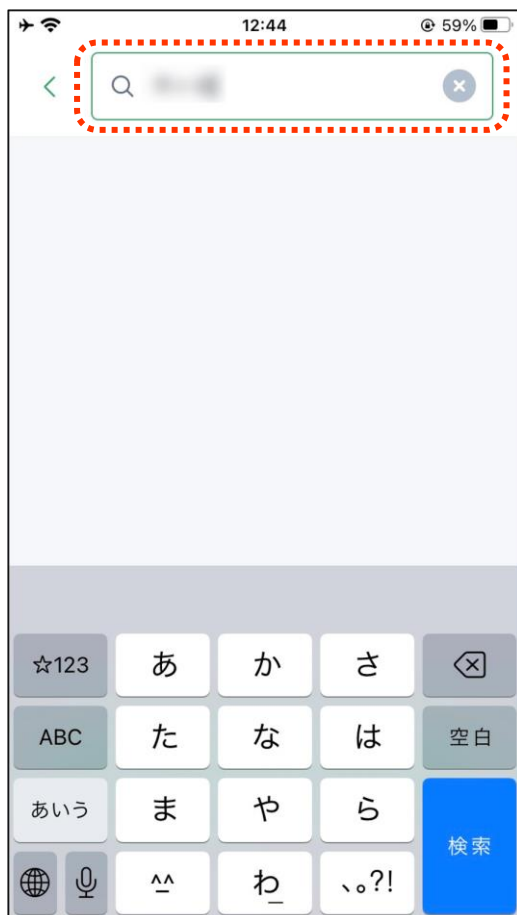 12:44 59%
☆123 あ か さ
ABC た な は 空白
あいう ま や ら 検索
^^ わ 、。?!